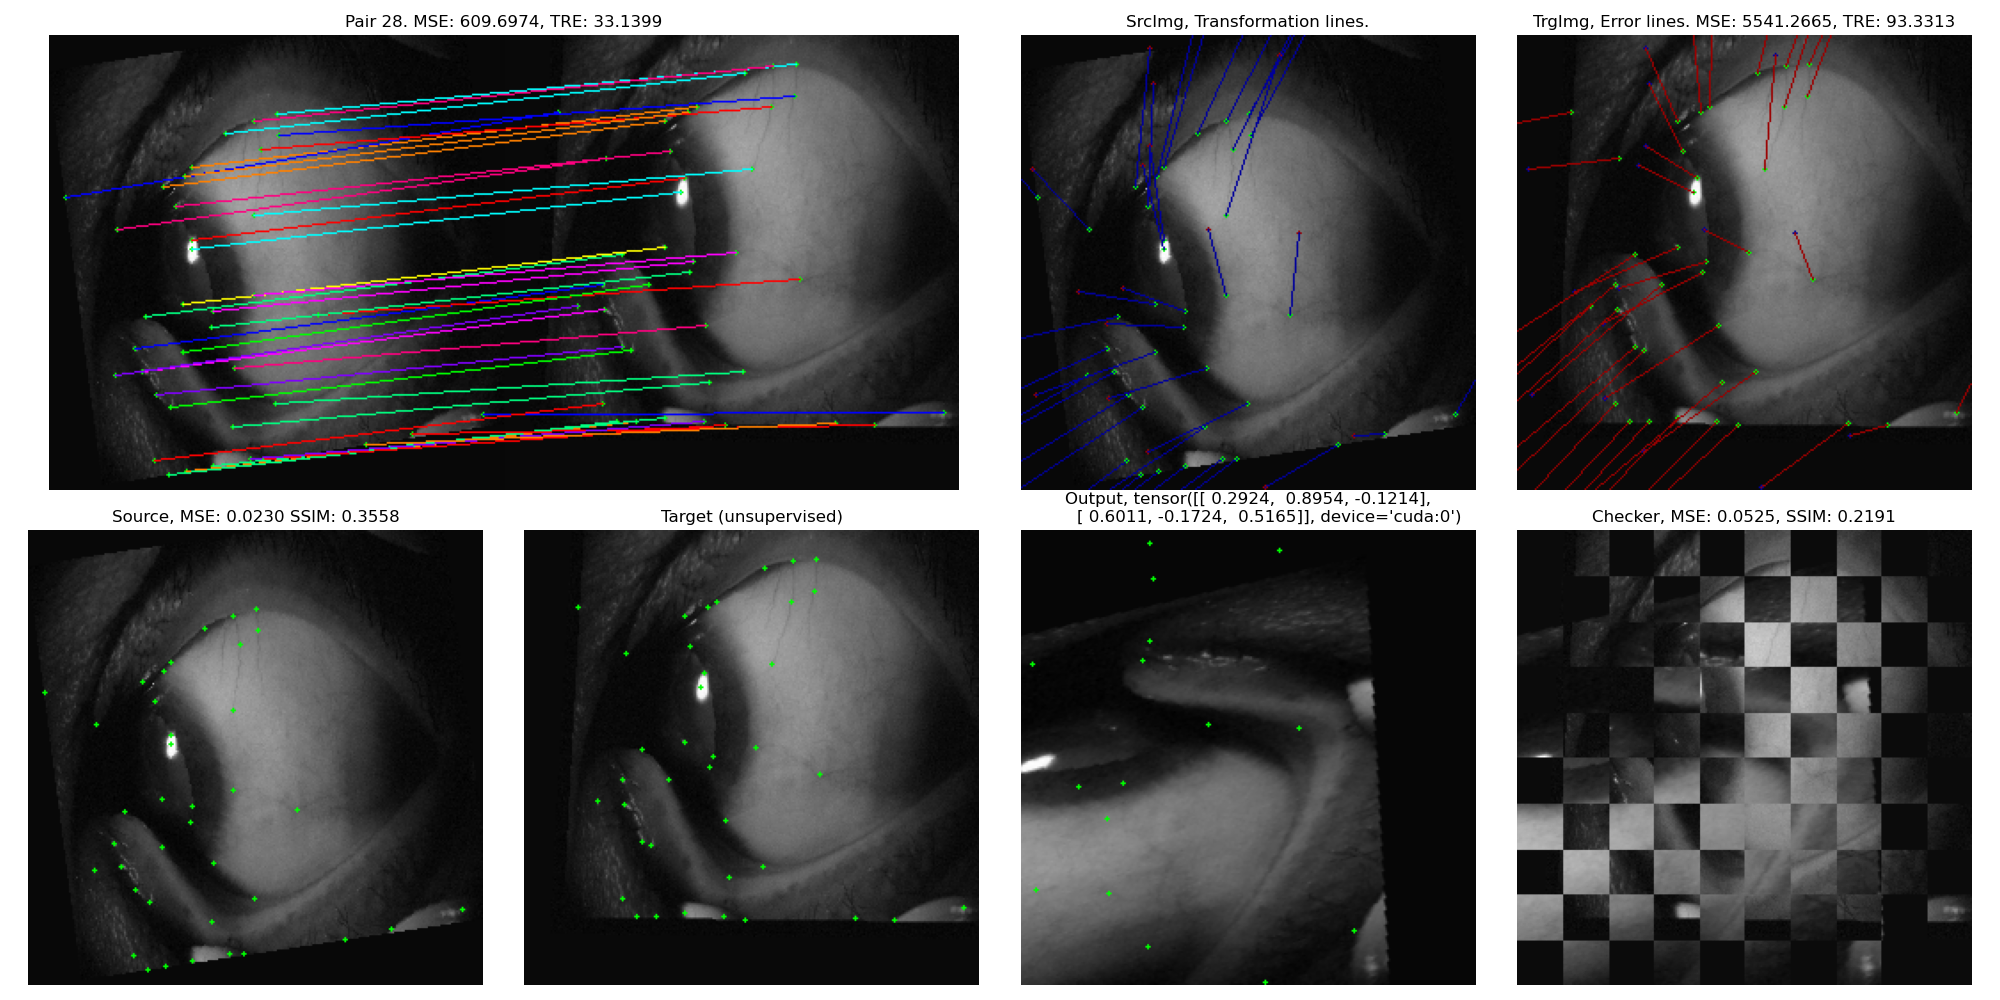 Pair 28. MSE: 609.6974, TRE: 33.1399
SrcImg, Transformation lines.
TrgImg, Error lines. MSE: 5541.2665, TRE: 93.3313
Source, MSE: 0.0230 SSIM: 0.3558
Target (unsupervised)
Output, tensor([[ 0.2924, 0.8954, -0.1214],
[ 0.6011, -0.1724, 0.5165]], device='cuda:0')
Checker, MSE: 0.0525, SSIM: 0.2191